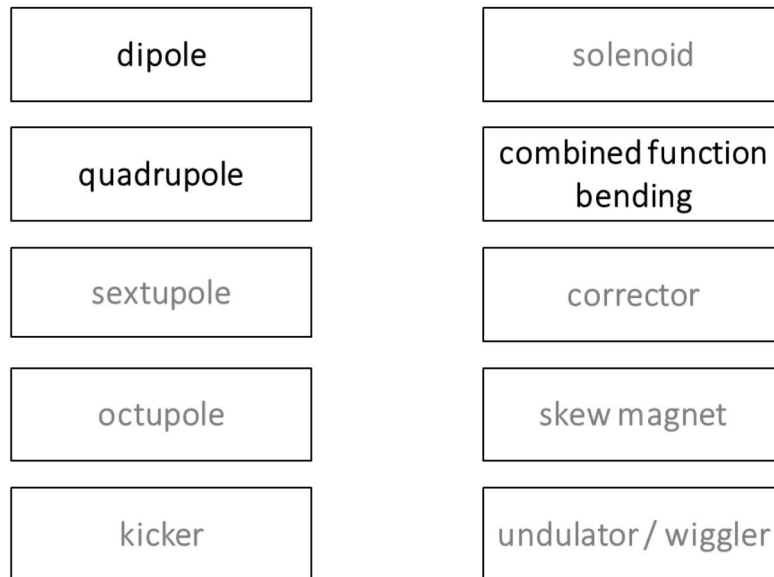 dipole
solenoid
quadrupole
combined function
bending
sextupole
corrector
octupole
skew magnet
kicker
undulator / wiggler